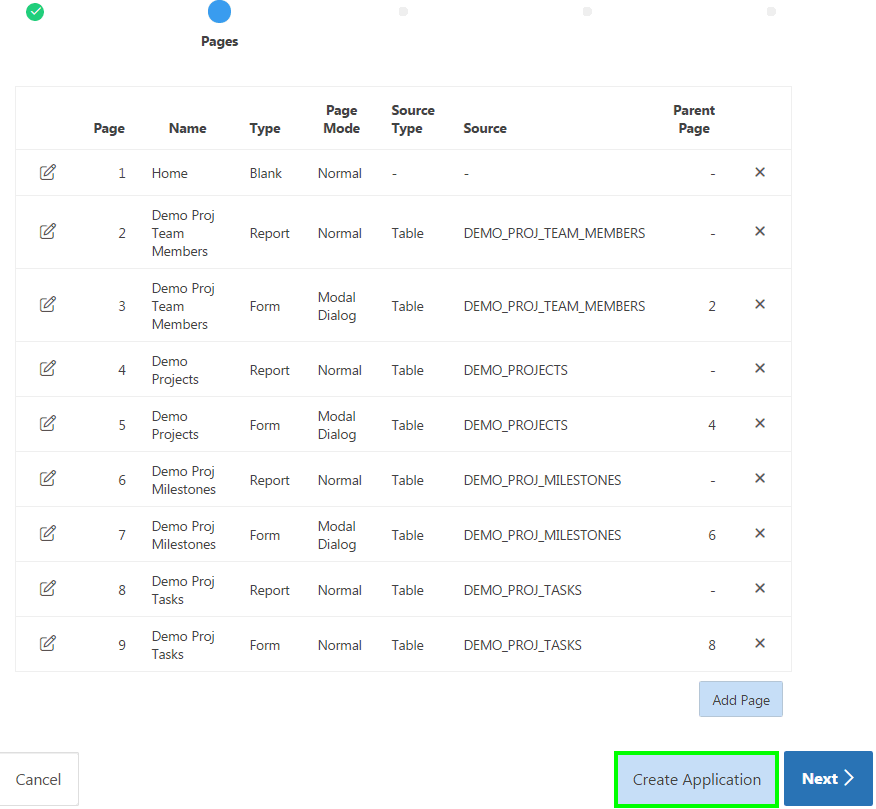 Pages
Page Name Type Page Mode Source Type Source Parent Page
1 Home Blank Normal - - -
2 Demo Proj Team Members Report Normal Table DEMO_PROJ_TEAM_MEMBERS -
3 Demo Proj Team Members Form Modal Dialog Table DEMO_PROJ_TEAM_MEMBERS 2
4 Demo Projects Report Normal Table DEMO_PROJECTS -
5 Demo Projects Form Modal Dialog Table DEMO_PROJECTS 4
6 Demo Proj Milestones Report Normal Table DEMO_PROJ_MILESTONES -
7 Demo Proj Milestones Form Modal Dialog Table DEMO_PROJ_MILESTONES 6
8 Demo Proj Tasks Report Normal Table DEMO_PROJ_TASKS -
9 Demo Proj Tasks Form Normal Table DEMO_PROJ_TASKS 8
Add Page
Cancel Create Application Next